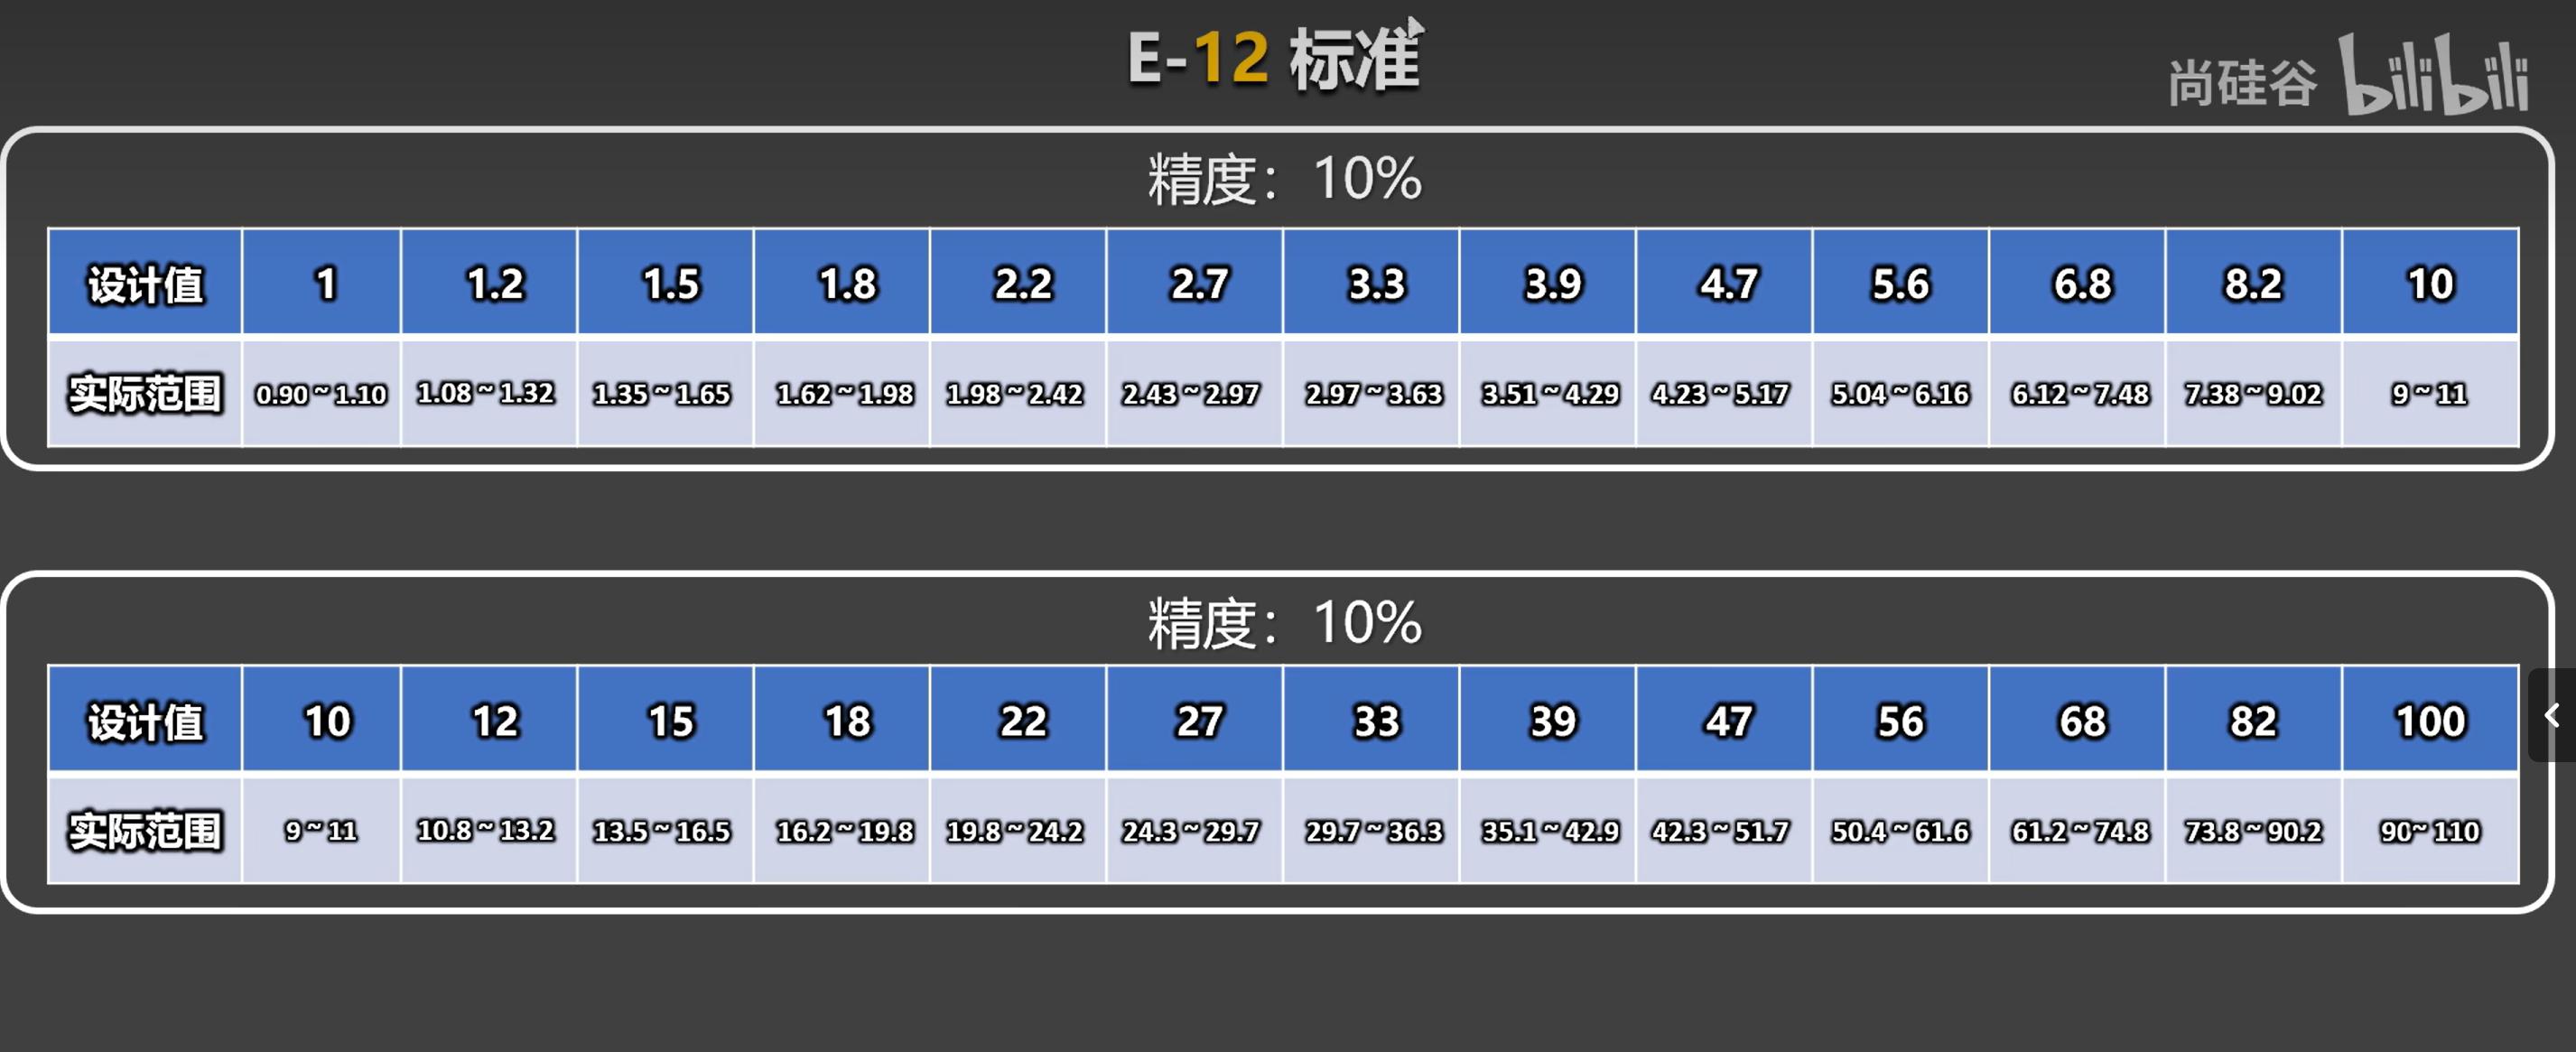 E-12 标准
尚硅谷 bilibili
精度：10%
设计值 1 1.2 1.5 1.8 2.2 2.7 3.3 3.9 4.7 5.6 6.8 8.2 10
实际范围 0.90~1.10 1.08~1.32 1.35~1.65 1.62~1.98 1.98~2.42 2.43~2.97 2.97~3.63 3.51~4.29 4.23~5.17 5.04~6.16 6.12~7.48 7.38~9.02 9~11
精度：10%
设计值 10 12 15 18 22 27 33 39 47 56 68 82 100
实际范围 9~11 10.8~13.2 13.5~16.5 16.2~19.8 19.8~24.2 24.3~29.7 29.7~36.3 35.1~42.9 42.3~51.7 50.4~61.6 61.2~74.8 73.8~90.2 90~110